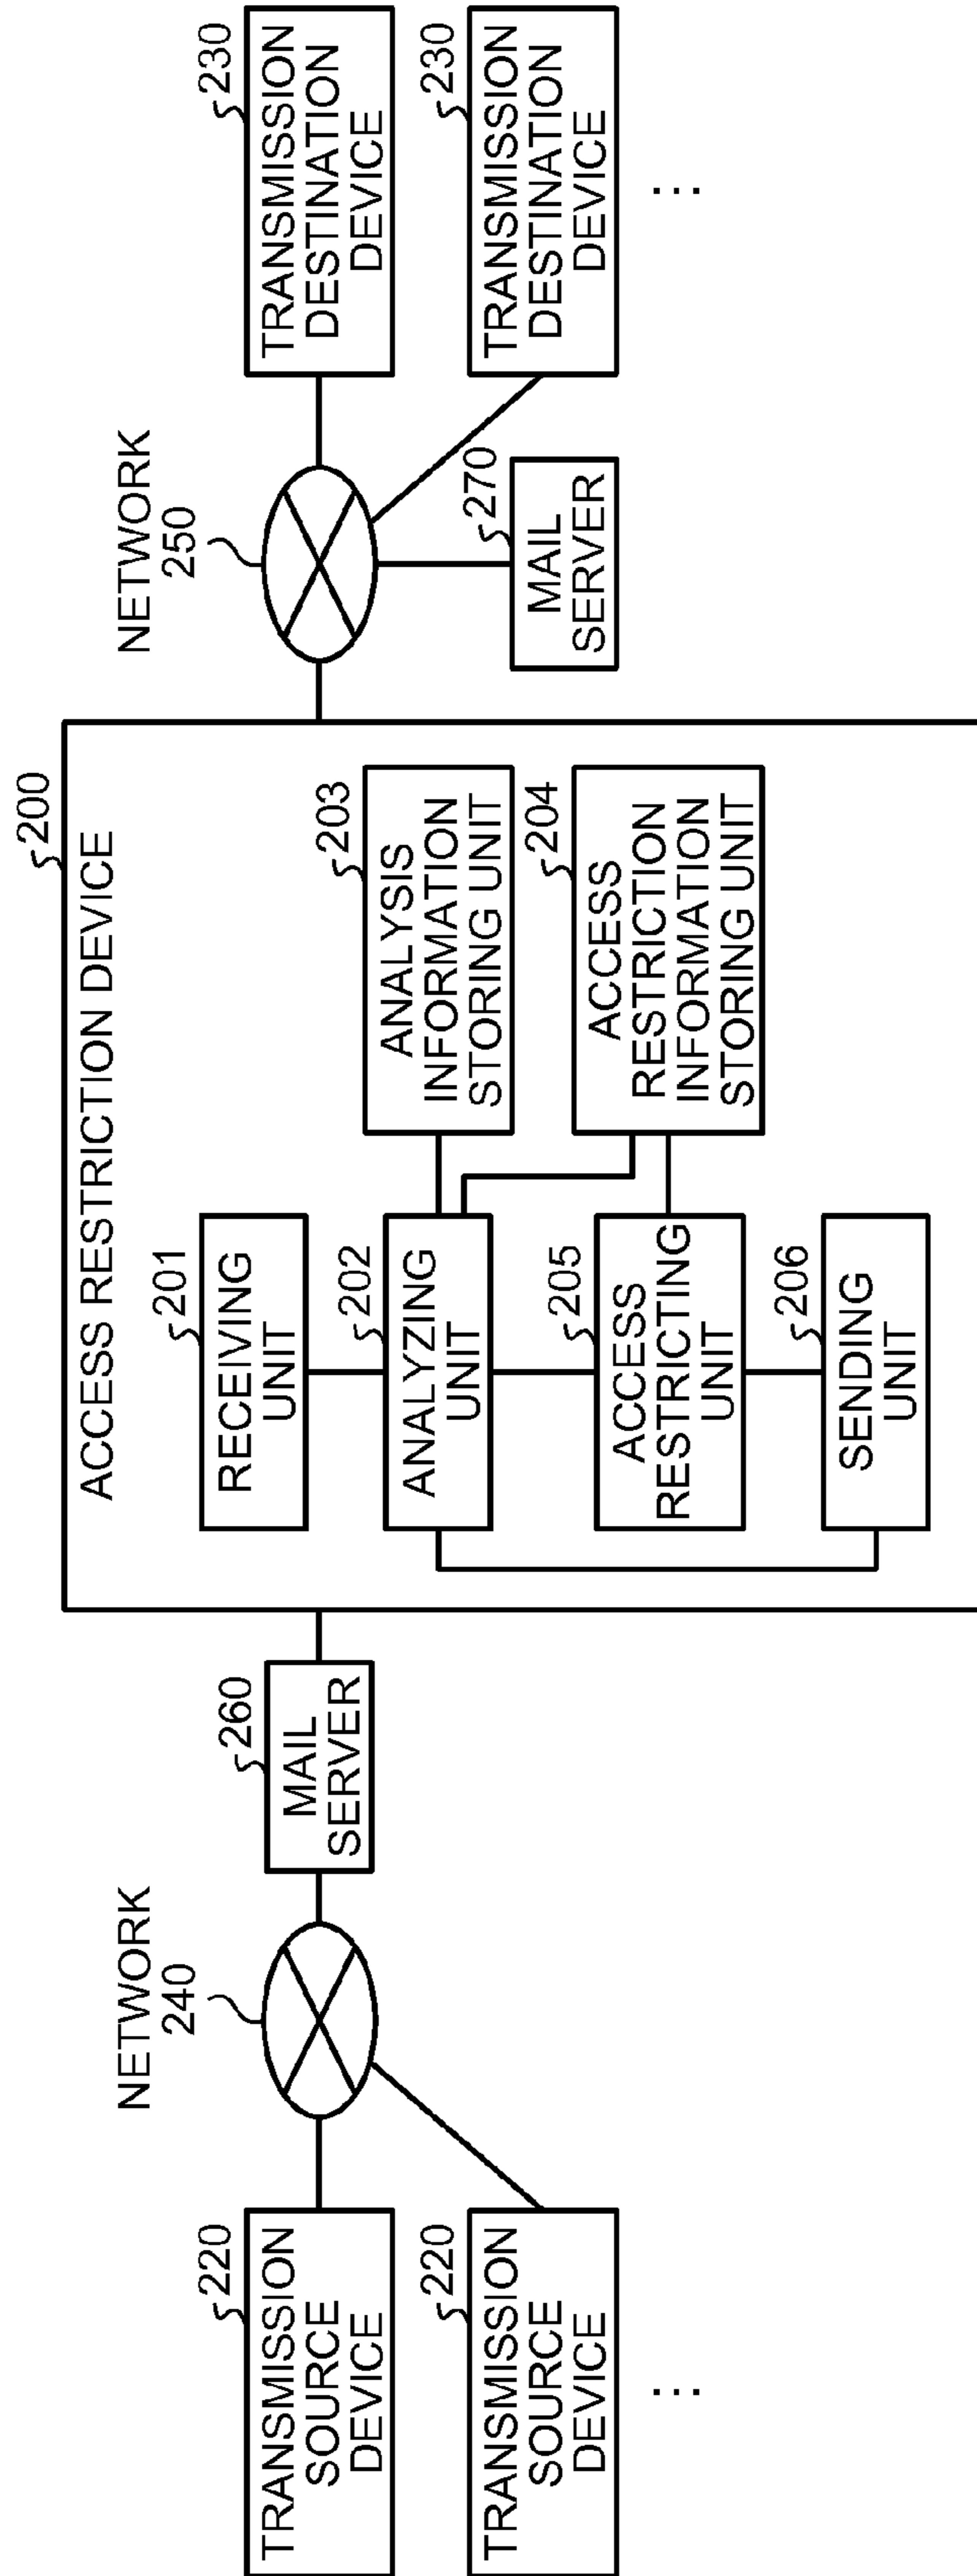 TRANSMISSION
SOURCE
DEVICE
220
TRANSMISSION
SOURCE
DEVICE
220
...
NETWORK
240
MAIL
SERVER
260
ACCESS RESTRICTION DEVICE
200
RECEIVING
UNIT
201
ANALYZING
UNIT
202
ANALYSIS
INFORMATION
STORING UNIT
203
ACCESS
RESTRICTION
INFORMATION
STORING UNIT
204
ACCESS
RESTRICTING
UNIT
205
SENDING
UNIT
206
NETWORK
250
MAIL
SERVER
270
TRANSMISSION
DESTINATION
DEVICE
230
TRANSMISSION
DESTINATION
DEVICE
230
...